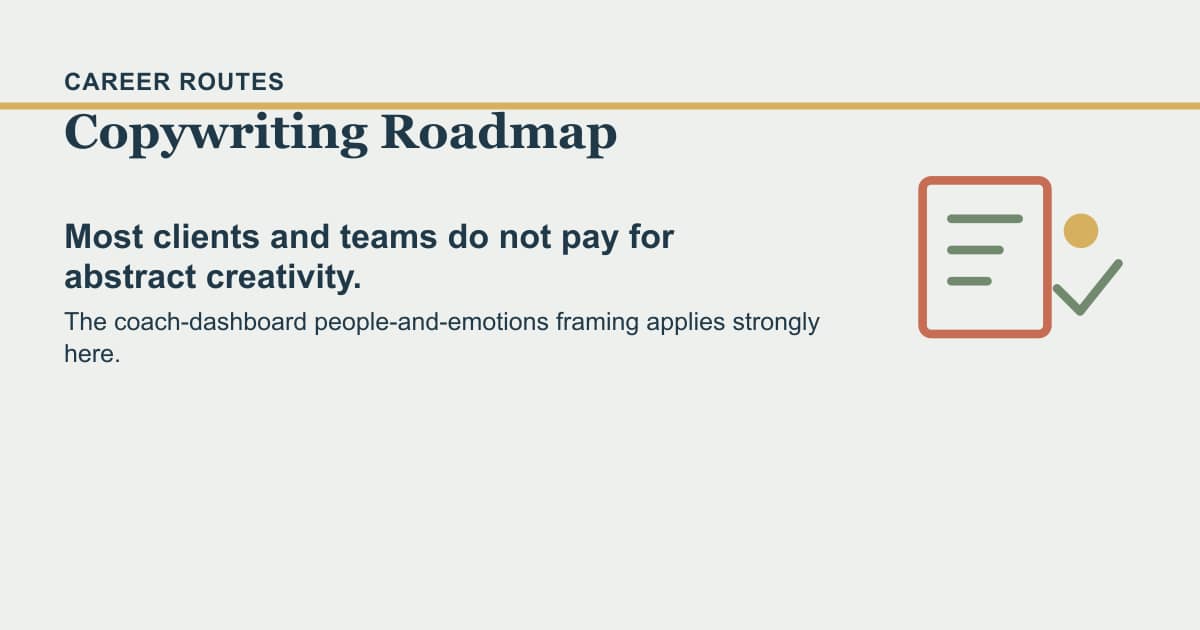 CAREER ROUTES
Copywriting Roadmap
Most clients and teams do not pay for
abstract creativity.
The coach-dashboard people-and-emotions framing applies strongly
here.